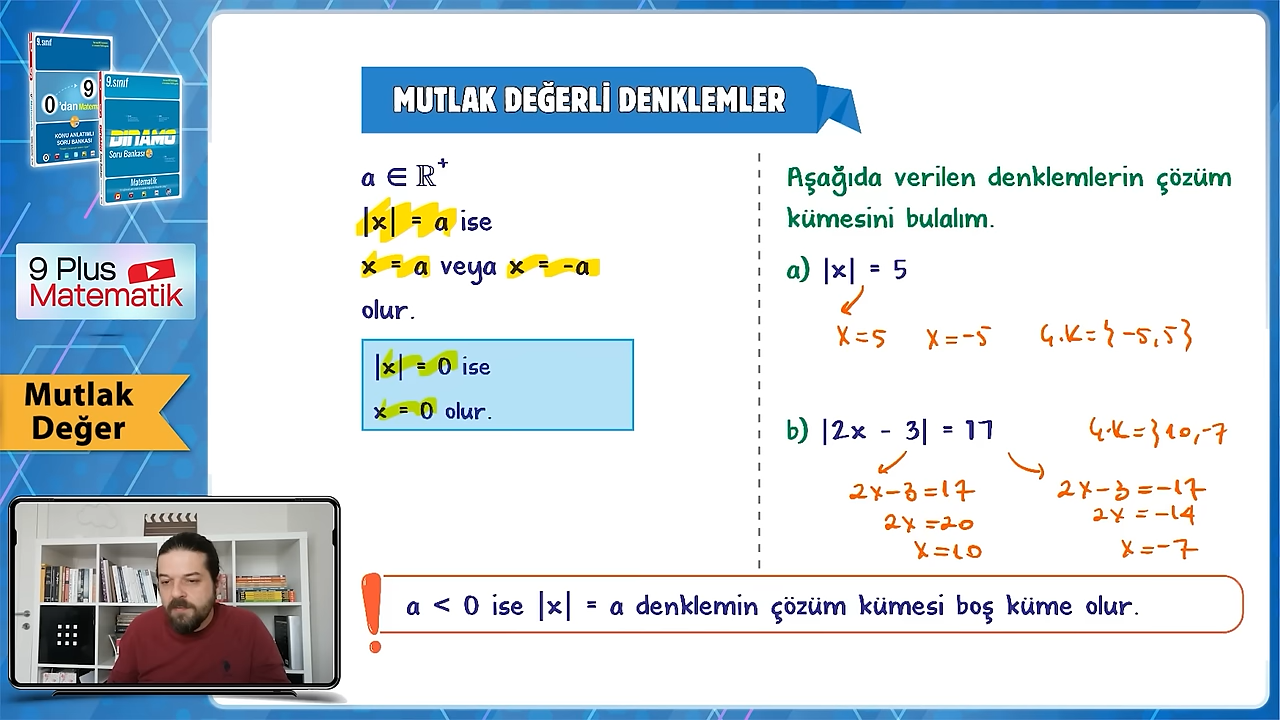 9.sınıf
0'dan 9
Matematik
KONU ANLATIMLI
SORU BANKASI
9.sınıf
DİNAMO
Soru Bankası
Matematik
9 Plus
Matematik
Mutlak
Değer
MUTLAK DEĞERLİ DENKLEMLER
a ∈ ℝ⁺
|x| = a ise
x = a veya x = -a
olur.
|x| = 0 ise
x = 0 olur.
Aşağıda verilen denklemlerin çözüm
kümesini bulalım.
a) |x| = 5
x=5 x=-5 Ç.K={-5,5}
b) |2x - 3| = 17 Ç.K={10,-7
2x-3=17 2x-3=-17
2x=20 2x=-14
x=10 x=-7
a < 0 ise |x| = a denklemin çözüm kümesi boş küme olur.